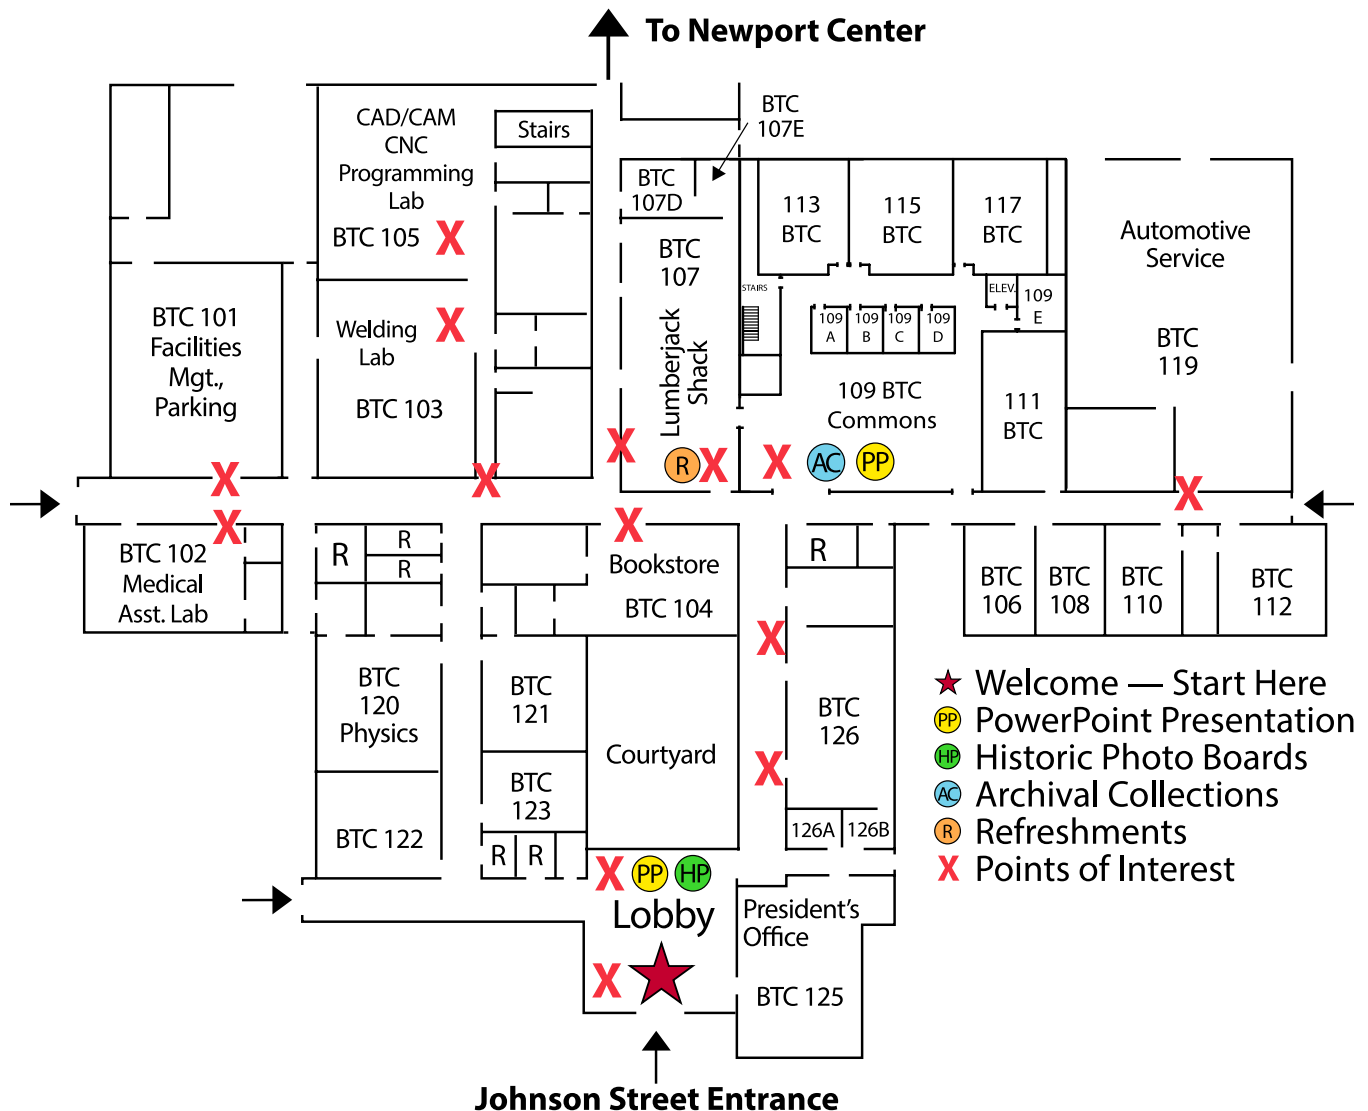 To Newport Center
BTC
107E
CAD/CAM
CNC
Programming
Lab
BTC 105
X
Stairs
BTC
107D
BTC
107
Lumberjack
Shack
113
BTC
115
BTC
117
BTC
Automotive
Service
BTC
119
STAIRS
ELEV.
109
E
109
A
109
B
109
C
109
D
BTC 101
Facilities
Mgt.,
Parking
Welding
Lab
X
BTC 103
109 BTC
Commons
111
BTC
X
R
X
X
AC
PP
X
X
X
X
X
BTC 102
Medical
Asst. Lab
R
R
R
Bookstore
BTC 104
R
BTC
106
BTC
108
BTC
110
BTC
112
X
BTC
120
Physics
BTC
121
Courtyard
BTC
126
X
BTC 122
BTC
123
126A
126B
R
R
X
PP
HP
Lobby
X
President's
Office
BTC 125
Welcome — Start Here
PP PowerPoint Presentation
HP Historic Photo Boards
AC Archival Collections
R Refreshments
X Points of Interest
Johnson Street Entrance